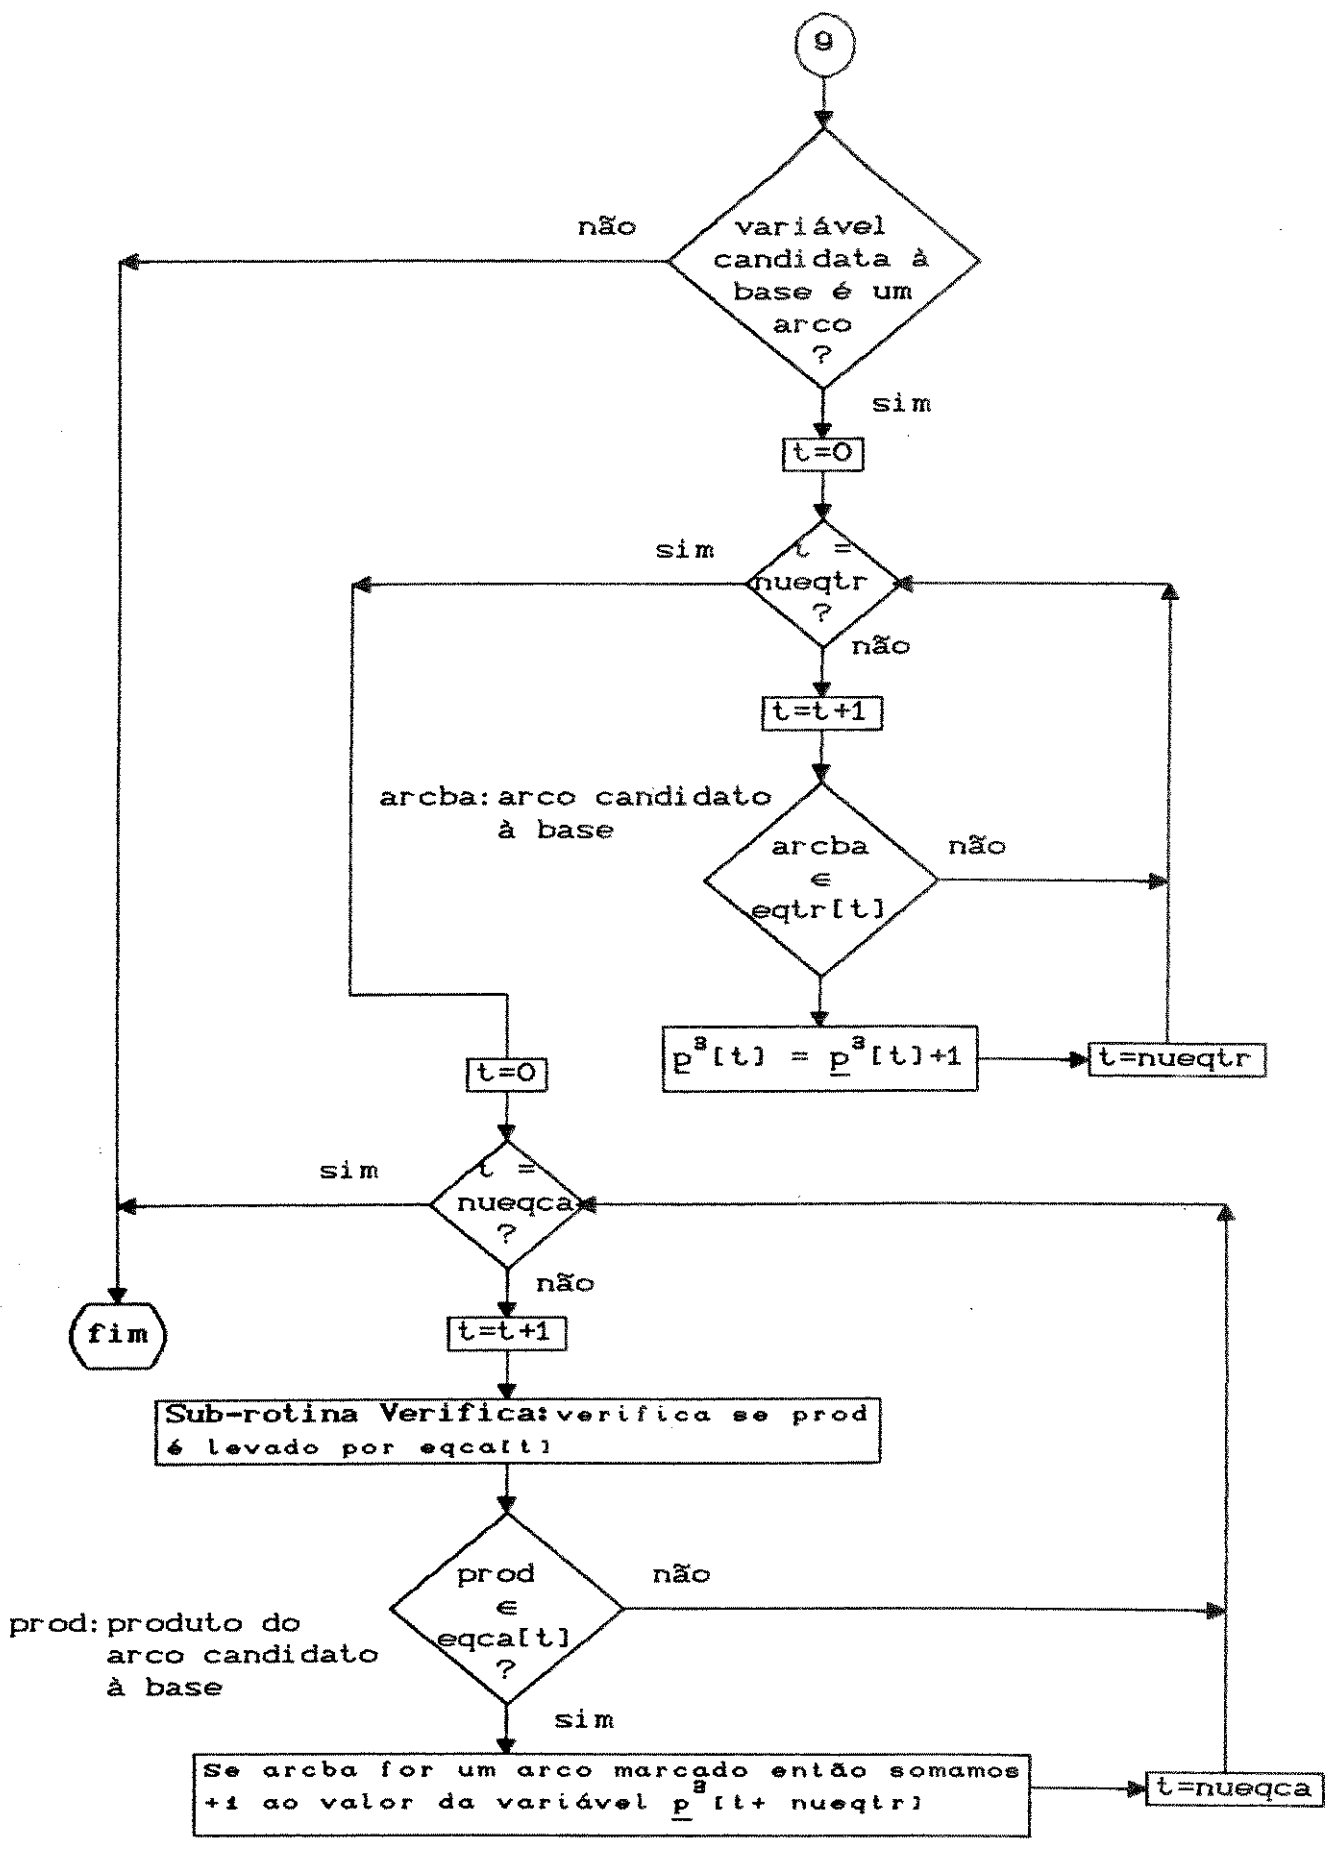 9
não
variável
candidata à
base é um
arco
?
sim
t=0
sim
t =
nueqtr
?
não
t=t+1
arcba: arco candidato
à base
arcba
∈
eqtr[t]
não
p³[t] = p³[t]+1
t=nueqtr
t=0
sim
t =
nueqca
?
não
fim
t=t+1
Sub-rotina Verifica: verifica se prod
é levado por eqca[t]
prod
∈
eqca[t]
?
não
prod: produto do
arco candidato
à base
sim
Se arcba for um arco marcado então somamos
+1 ao valor da variável p³[t+ nueqtr]
t=nueqca